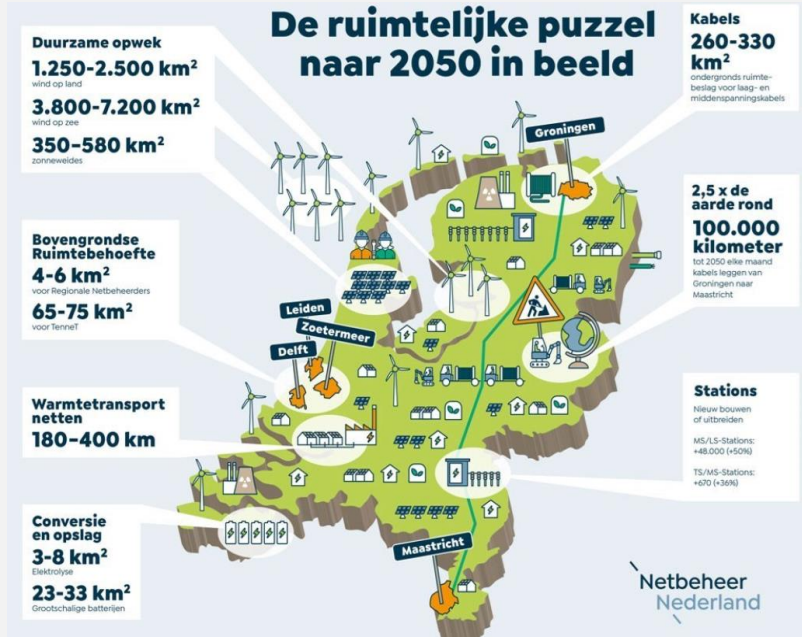 De ruimtelijke puzzel
naar 2050 in beeld
Duurzame opwek
1.250-2.500 km²
wind op land
3.800-7.200 km²
wind op zee
350-580 km²
zonneweides
Bovengrondse
Ruimtebehoefte
4-6 km²
voor Regionale Netbeheerders
65-75 km²
voor TenneT
Warmtetransport
netten
180-400 km
Conversie
en opslag
3-8 km²
Elektrolyse
23-33 km²
Grootschalige batterijen
Groningen
Leiden
Zoetermeer
Delft
Maastricht
Kabels
260-330
km²
ondergronds ruimte-
beslag voor laag- en
middenspanningskabels
2,5 x de
aarde rond
100.000
kilometer
tot 2050 elke maand
kabels leggen van
Groningen naar
Maastricht
Stations
Nieuw bouwen
of uitbreiden
MS/LS-Stations:
+48.000 (+50%)
TS/MS-Stations:
+670 (+36%)
Netbeheer
Nederland